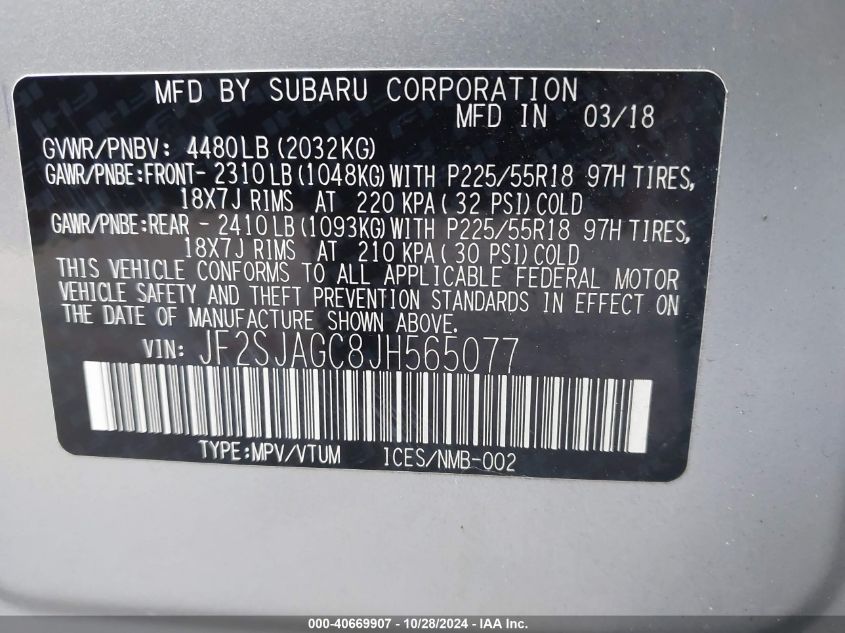 MFD BY SUBARU CORPORATION
MFD IN 03/18
GVWR/PNBV: 4480LB (2032KG)
GAWR/PNBE:FRONT- 2310LB (1048KG) WITH P225/55R18 97H TIRES,
18X7J RIMS AT 220 KPA (32 PSI) COLD
GAWR/PNBE:REAR - 2410LB (1093KG) WITH P225/55R18 97H TIRES,
18X7J RIMS AT 210 KPA (30 PSI) COLD
THIS VEHICLE CONFORMS TO ALL APPLICABLE FEDERAL MOTOR
VEHICLE SAFETY AND THEFT PREVENTION STANDARDS IN EFFECT ON
THE DATE OF MANUFACTURE SHOWN ABOVE.
VIN: JF2SJAGC8JH565077
TYPE:MPV/VTUM ICES/NMB-002
000-40669907 - 10/28/2024 - IAA Inc.